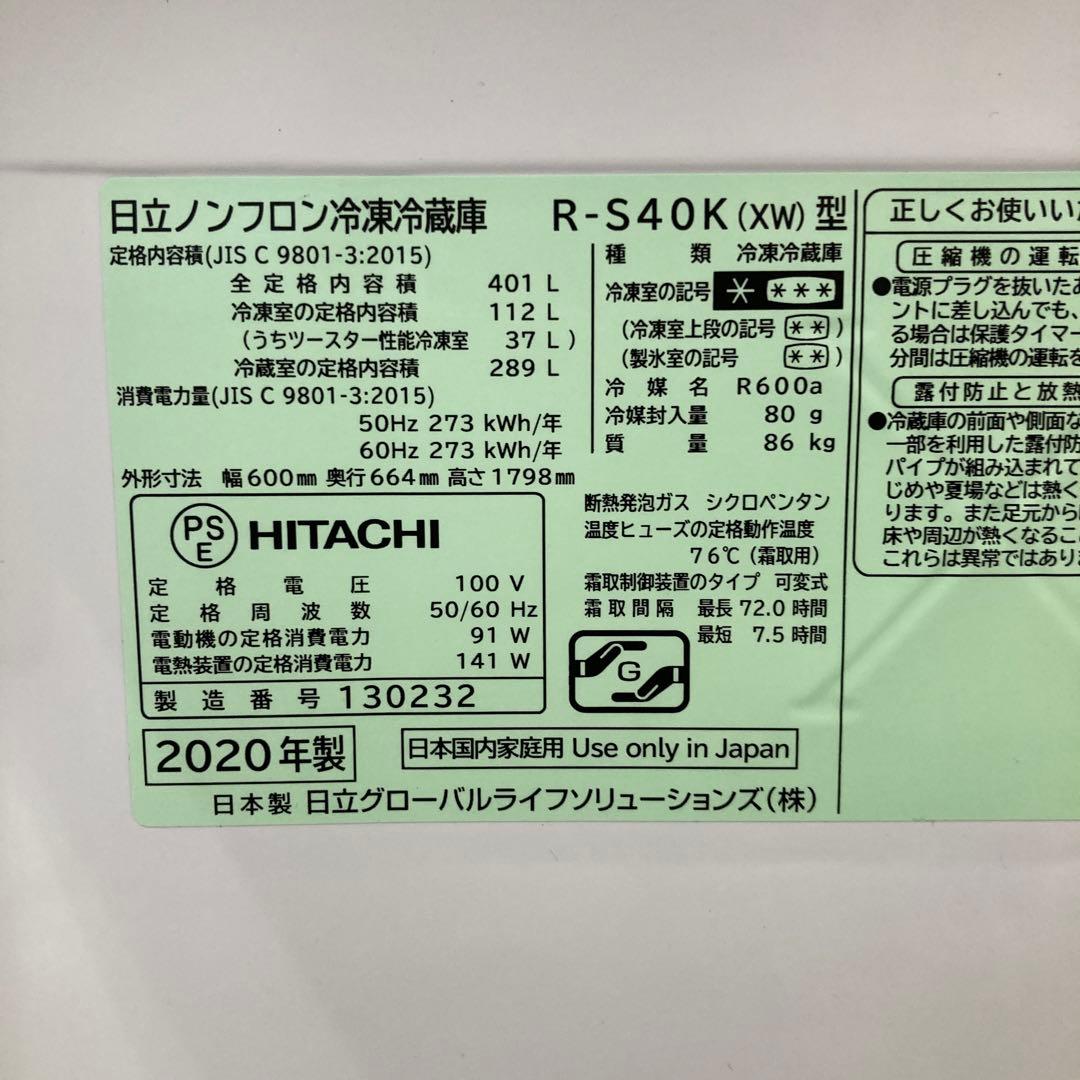 日立ノンフロン冷凍冷蔵庫 R-S40K(XW)型
定格内容積(JIS C 9801-3:2015)
全定格内容積 401 L
冷凍室の定格内容積 112 L
(うちツースター性能冷凍室 37 L)
冷蔵室の定格内容積 289 L
消費電力量(JIS C 9801-3:2015)
50Hz 273 kWh/年
60Hz 273 kWh/年
外形寸法 幅600mm 奥行664mm 高さ1798mm
種類 冷凍冷蔵庫
冷凍室の記号 * ***
(冷凍室上段の記号 **)
(製氷室の記号 **)
冷媒名 R600a
冷媒封入量 80 g
質量 86 kg
PSE HITACHI
定格電圧 100 V
定格周波数 50/60 Hz
電動機の定格消費電力 91 W
電熱装置の定格消費電力 141 W
製造番号 130232
断熱発泡ガス シクロペンタン
温度ヒューズの定格動作温度
76℃(霜取用)
霜取制御装置のタイプ 可変式
霜取間隔 最長 72.0 時間
最短 7.5 時間
G
2020年製
日本国内家庭用 Use only in Japan
日本製 日立グローバルライフソリューションズ(株)
正しくお使いい
圧縮機の運転
●電源プラグを抜いたあ
ントに差し込んでも、
る場合は保護タイマー
分間は圧縮機の運転を
露付防止と放熱
●冷蔵庫の前面や側面な
一部を利用した露付防
パイプが組み込まれて
じめや夏場などは熱く
ります。また足元から
床や周辺が熱くなるこ
これらは異常ではあり